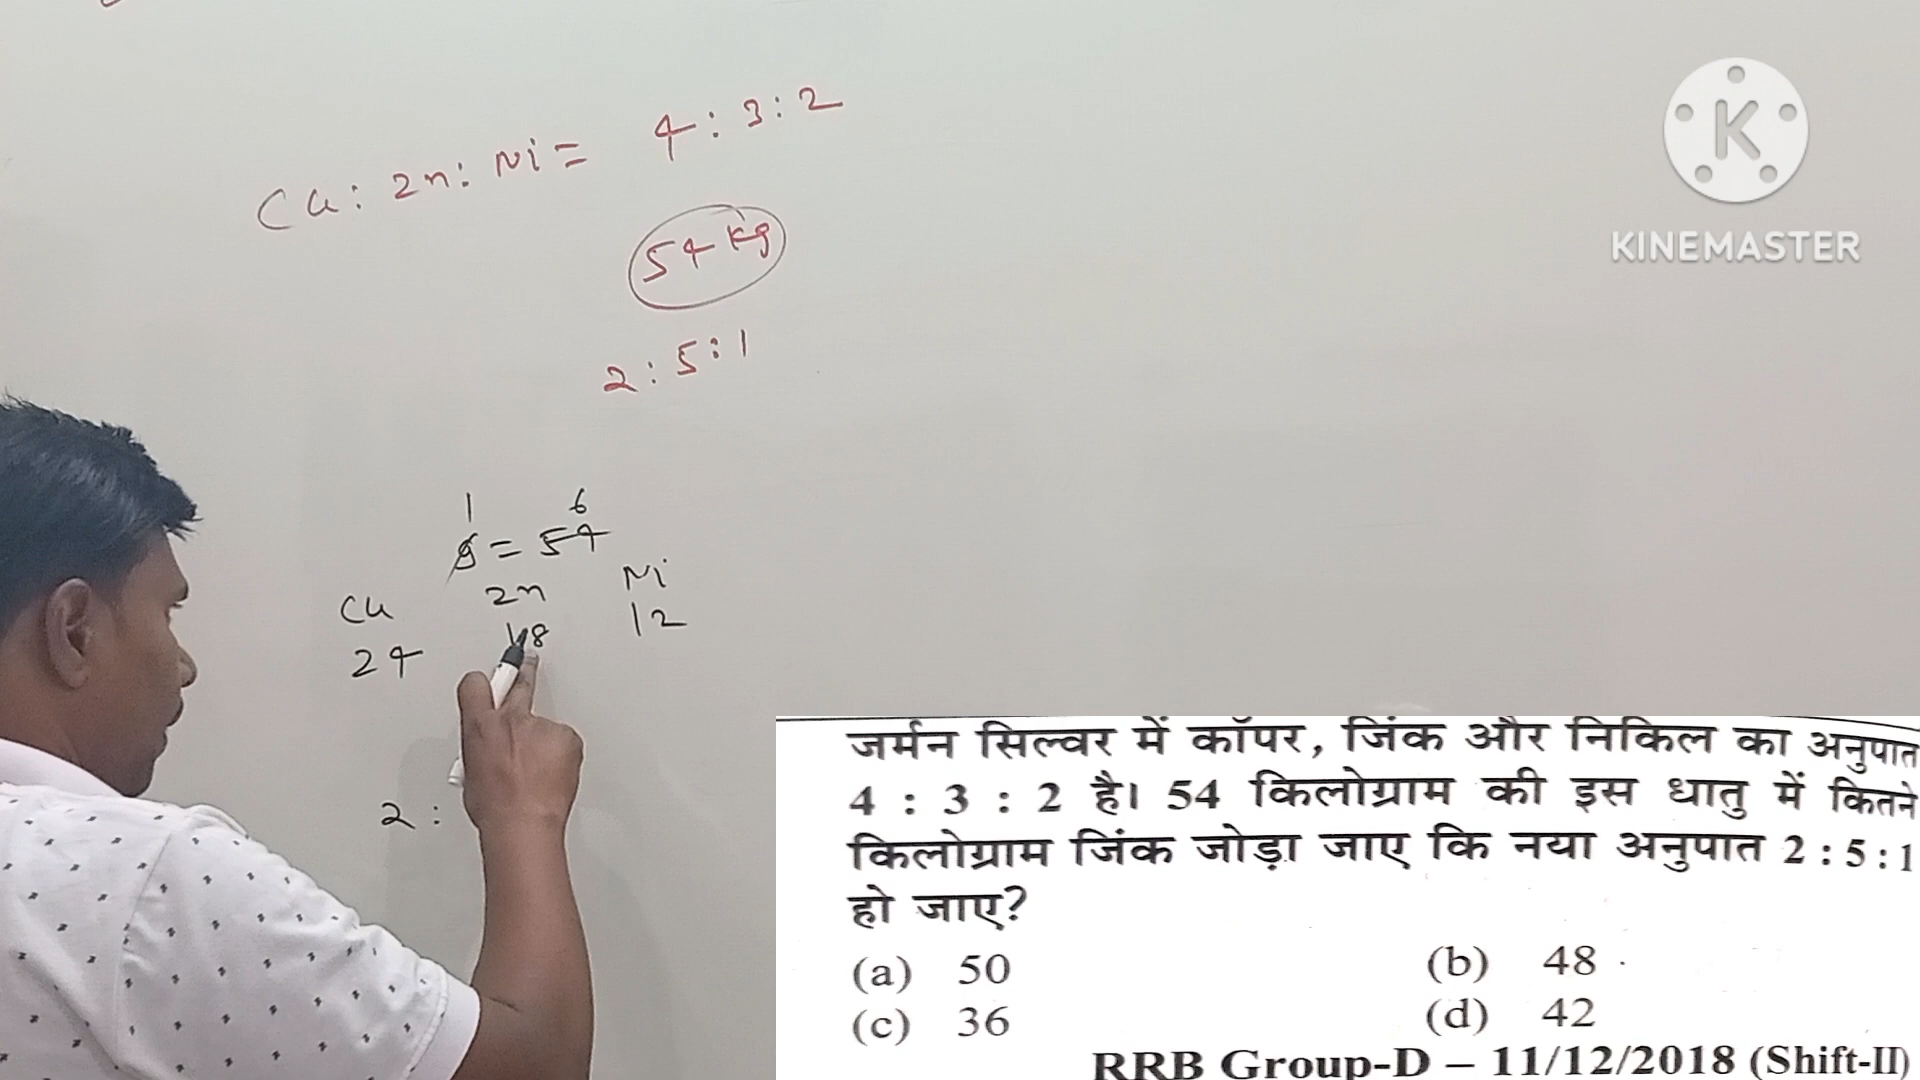 Cu : Zn : Ni = 4 : 3 : 2
54 kg
2 : 5 : 1
1 6
9 = 54
Cu Zn Ni
24 18 12
2 :
K
KINEMASTER
जर्मन सिल्वर में कॉपर, जिंक और निकिल का अनुपात
4 : 3 : 2 है। 54 किलोग्राम की इस धातु में कितने
किलोग्राम जिंक जोड़ा जाए कि नया अनुपात 2 : 5 : 1
हो जाए?
(a) 50 (b) 48
(c) 36 (d) 42
RRB Group-D – 11/12/2018 (Shift-II)